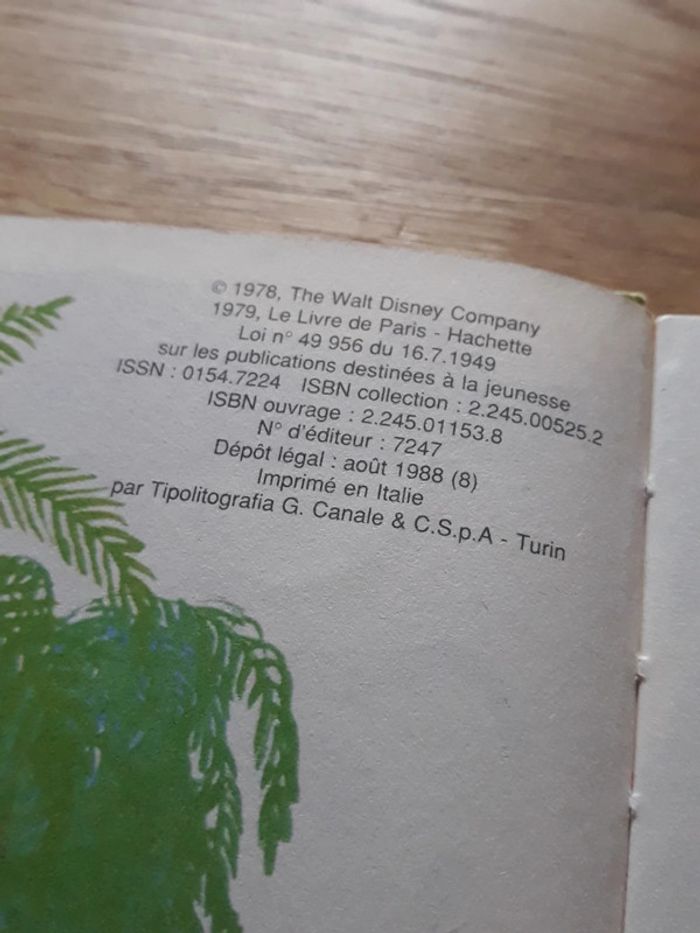 © 1978, The Walt Disney Company
1979, Le Livre de Paris - Hachette
Loi n° 49 956 du 16.7.1949
sur les publications destinées à la jeunesse
ISSN : 0154.7224 ISBN collection : 2.245.00525.2
ISBN ouvrage : 2.245.01153.8
N° d'éditeur : 7247
Dépôt légal : août 1988 (8)
Imprimé en Italie
par Tipolitografia G. Canale & C.S.p.A - Turin